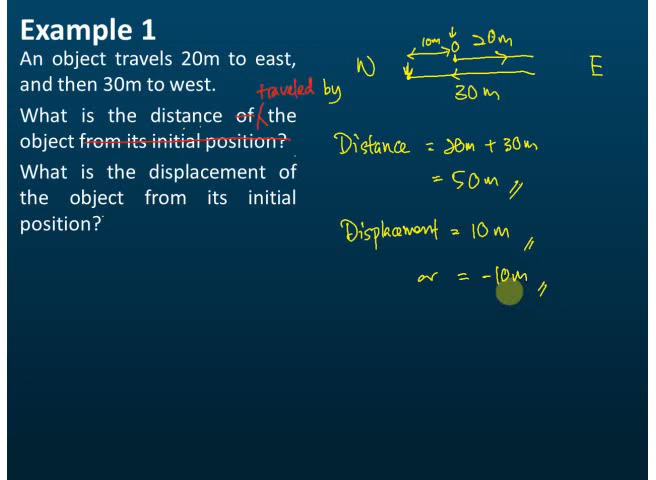 Example 1
An object travels 20m to east,
and then 30m to west.
traveled by
What is the distance of the
object from its initial position?
What is the displacement of
the object from its initial
position?
10m 0 20m
W E
30m
Distance = 20m + 30m
= 50m
Displacement = 10m
or = -10m